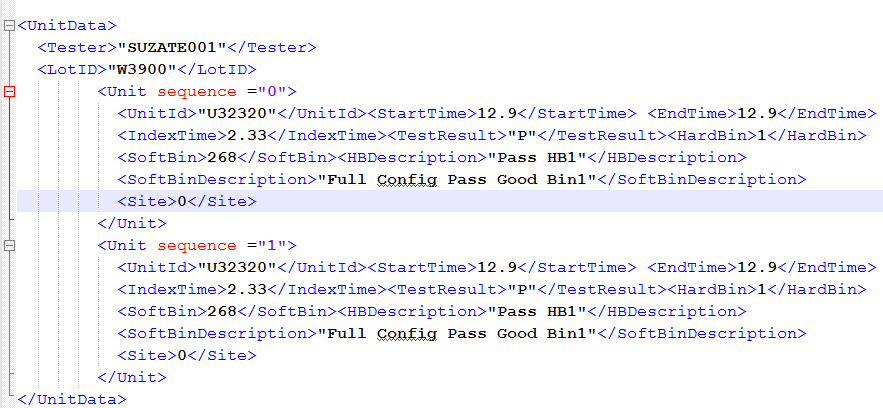 <UnitData>
<Tester>"SUZATE001"</Tester>
<LotID>"W3900"</LotID>
<Unit sequence ="0">
<UnitId>"U32320"</UnitId><StartTime>12.9</StartTime> <EndTime>12.9</EndTime>
<IndexTime>2.33</IndexTime><TestResult>"P"</TestResult><HardBin>1</HardBin>
<SoftBin>268</SoftBin><HBDescription>"Pass HB1"</HBDescription>
<SoftBinDescription>"Full Config Pass Good Bin1"</SoftBinDescription>
<Site>0</Site>
</Unit>
<Unit sequence ="1">
<UnitId>"U32320"</UnitId><StartTime>12.9</StartTime> <EndTime>12.9</EndTime>
<IndexTime>2.33</IndexTime><TestResult>"P"</TestResult><HardBin>1</HardBin>
<SoftBin>268</SoftBin><HBDescription>"Pass HB1"</HBDescription>
<SoftBinDescription>"Full Config Pass Good Bin1"</SoftBinDescription>
<Site>0</Site>
</Unit>
</UnitData>